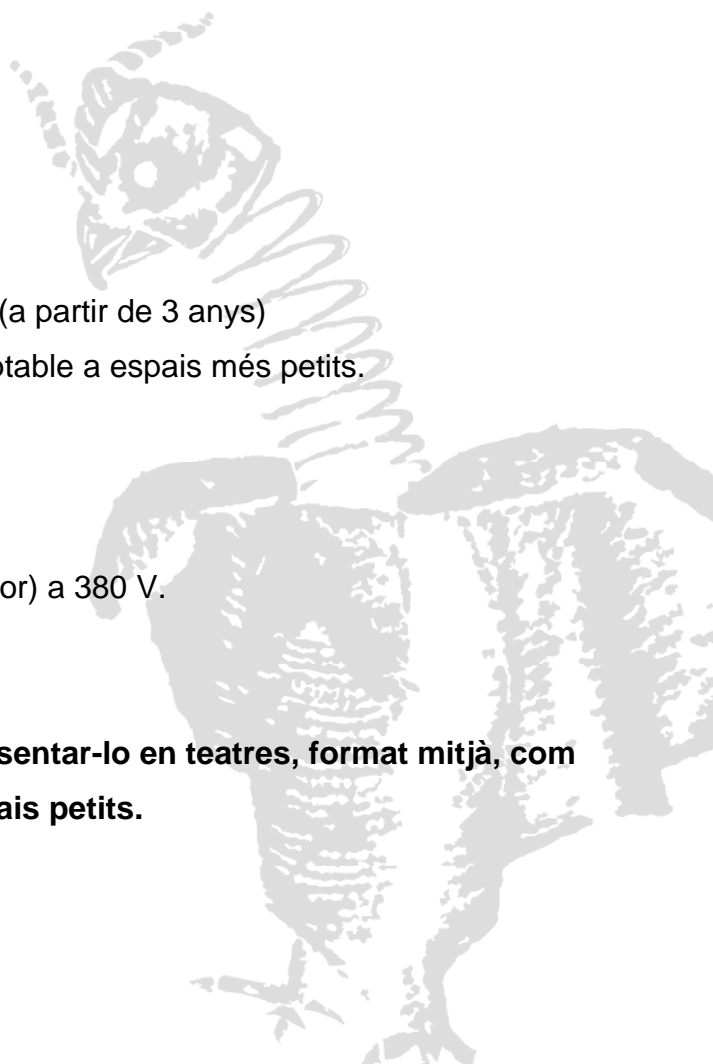 (a partir de 3 anys)
otable a espais més petits.
or) a 380 V.
sentar-lo en teatres, format mitjà, com
ais petits.